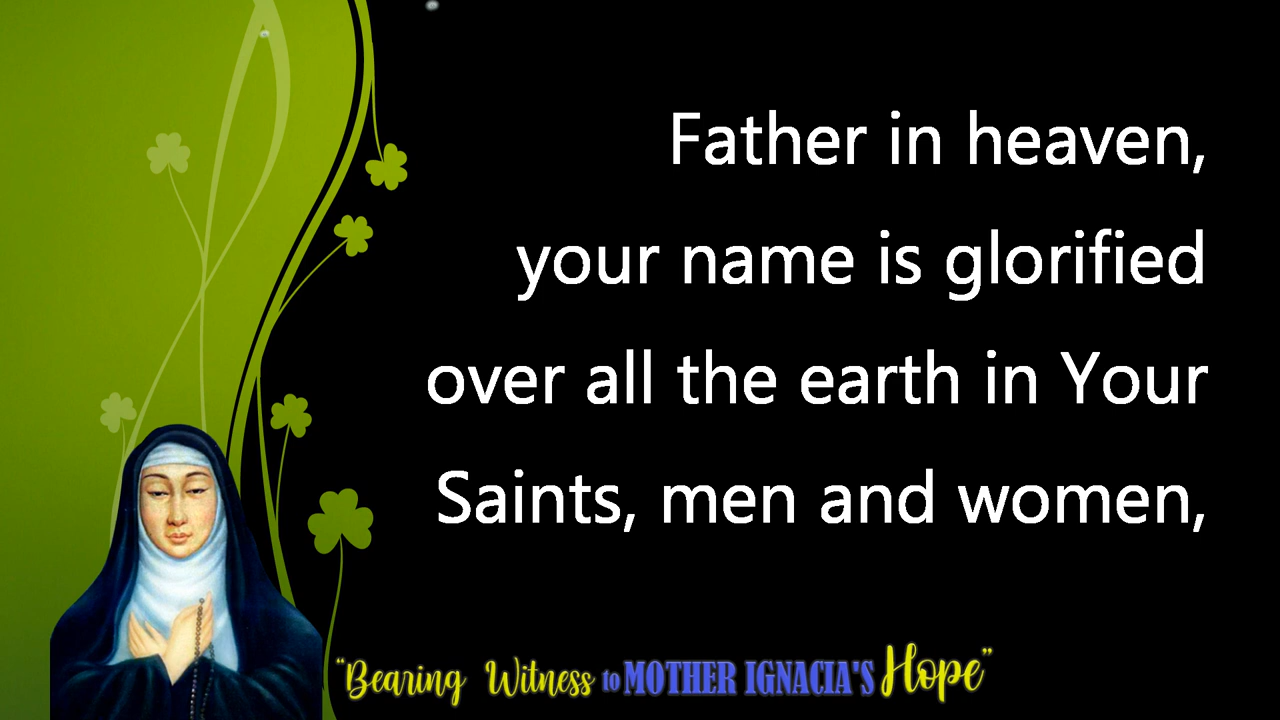 Father in heaven,
your name is glorified
over all the earth in Your
Saints, men and women,
"Bearing Witness to MOTHER IGNACIA'S Hope"